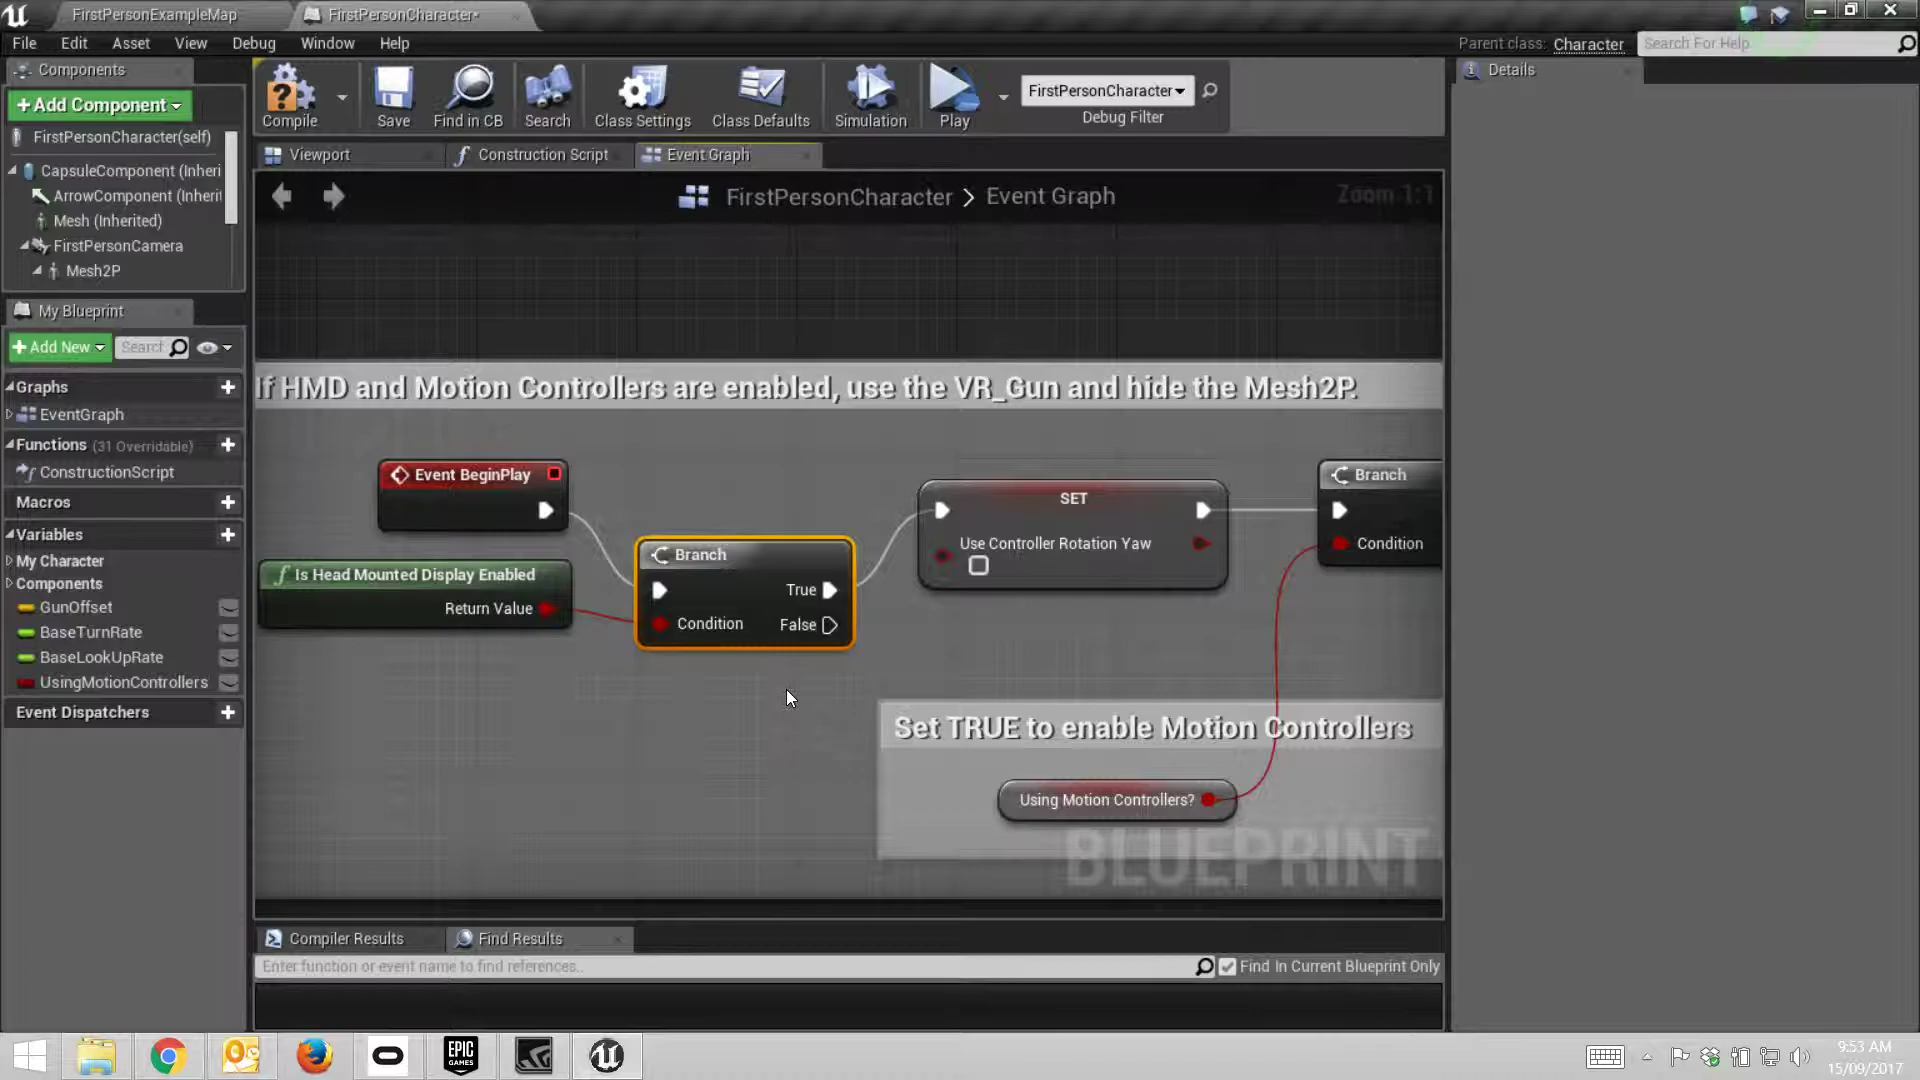 FirstPersonExampleMap
FirstPersonCharacter*
File Edit Asset View Debug Window Help
Parent class: Character Search For Help
Components
Details
+Add Component
FirstPersonCharacter(self)
CapsuleComponent (Inheri
ArrowComponent (Inherit
Mesh (Inherited)
FirstPersonCamera
Mesh2P
Compile Save Find in CB Search Class Settings Class Defaults Simulation Play
FirstPersonCharacter
Debug Filter
Viewport Construction Script Event Graph
FirstPersonCharacter > Event Graph
Zoom 1:1
My Blueprint
+Add New Search
Graphs
EventGraph
Functions (31 Overridable)
ConstructionScript
Macros
Variables
My Character
Components
GunOffset
BaseTurnRate
BaseLookUpRate
UsingMotionControllers
Event Dispatchers
If HMD and Motion Controllers are enabled, use the VR_Gun and hide the Mesh2P.
Event BeginPlay
Is Head Mounted Display Enabled
Return Value
Branch
True
Condition False
SET
Use Controller Rotation Yaw
Branch
Condition
Set TRUE to enable Motion Controllers
Using Motion Controllers?
BLUEPRINT
Compiler Results Find Results
Enter function or event name to find references..
Find In Current Blueprint Only
EPIC
GAMES
9:53 AM
15/09/2017